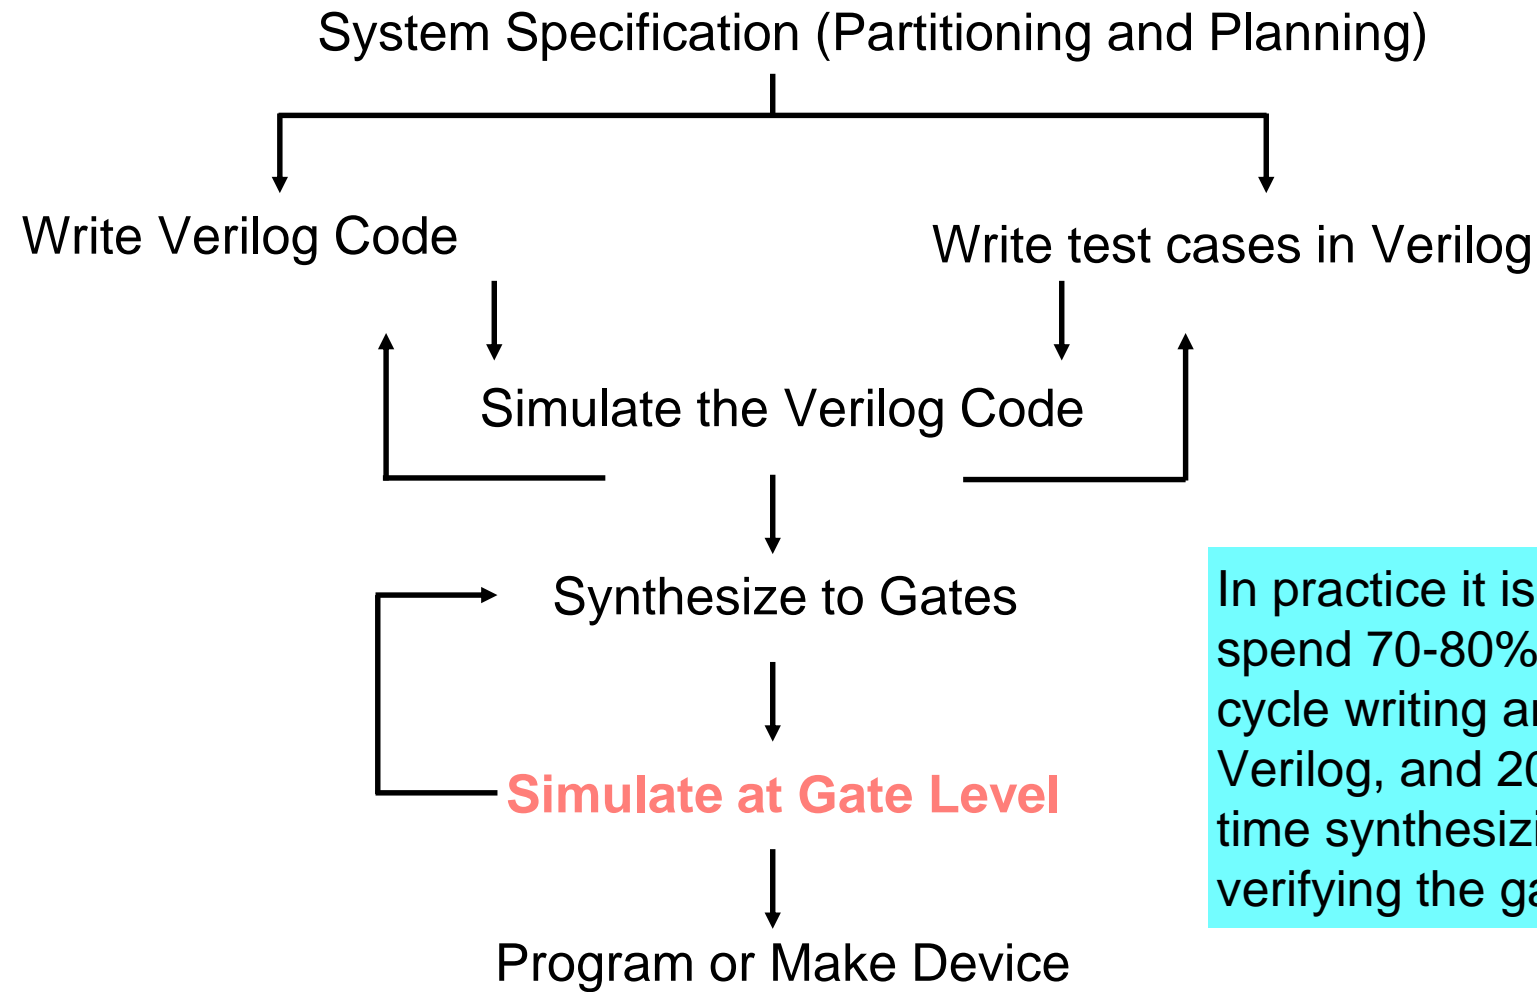 System Specification (Partitioning and Planning)
Write Verilog Code
Write test cases in Verilog
Simulate the Verilog Code
Synthesize to Gates
Simulate at Gate Level
Program or Make Device
In practice it is
spend 70-80%
cycle writing
Verilog, and
time
verifying the